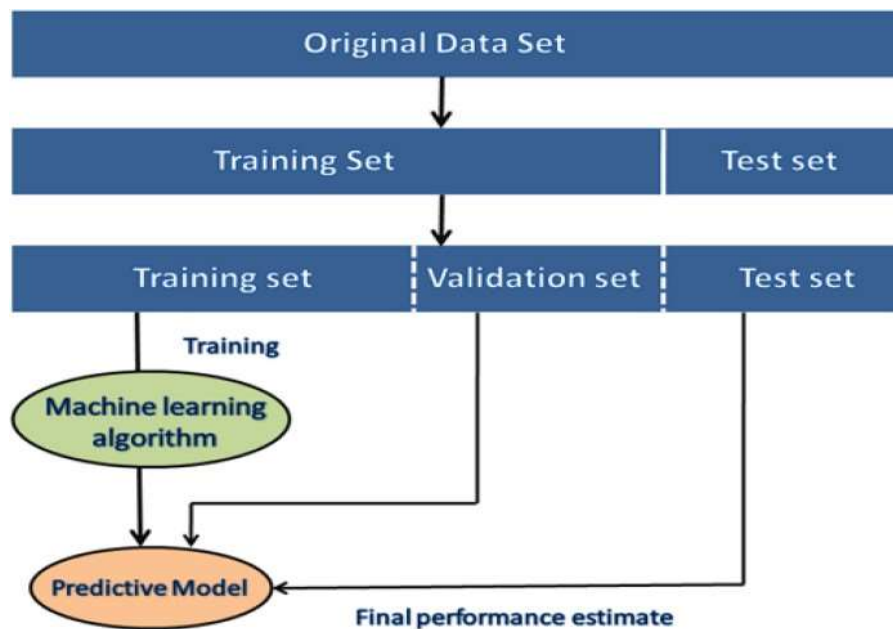 Original Data Set
Training Set
Test set
Training set
Validation set
Test set
Training
Machine learning
algorithm
Predictive Model
Final performance estimate